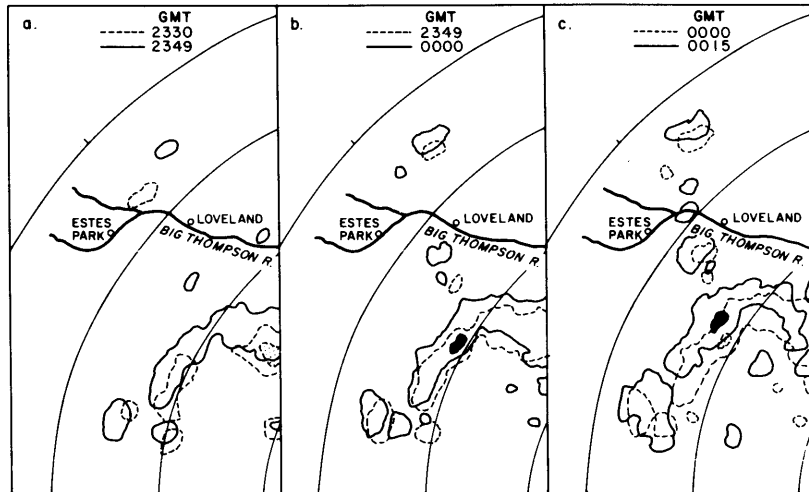 a.
GMT
2330
2349
ESTES
PARK
LOVELAND
BIG THOMPSON R.
b.
GMT
2349
0000
ESTES
PARK
LOVELAND
BIG THOMPSON R.
c.
GMT
0000
0015
ESTES
PARK
LOVELAND
BIG THOMPSON R.